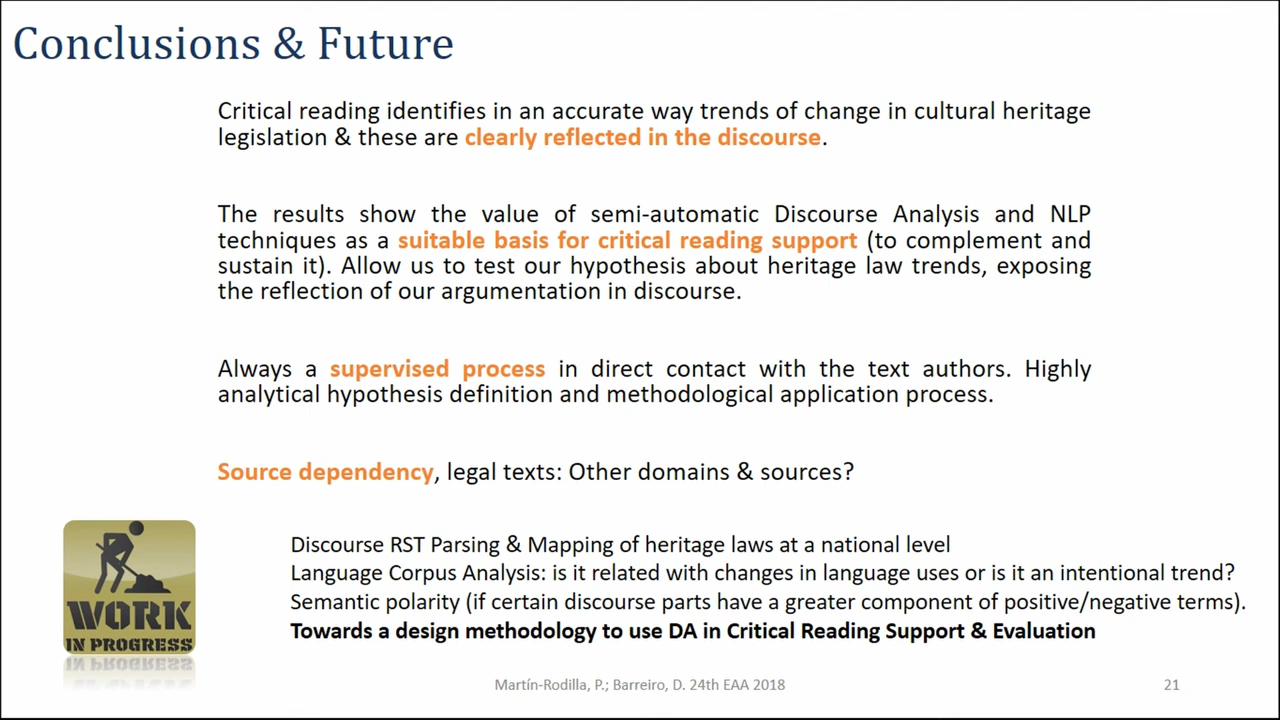 Conclusions & Future
Critical reading identifies in an accurate way trends of change in cultural heritage
legislation & these are clearly reflected in the discourse.
The results show the value of semi-automatic Discourse Analysis and NLP
techniques as a suitable basis for critical reading support (to complement and
sustain it). Allow us to test our hypothesis about heritage law trends, exposing
the reflection of our argumentation in discourse.
Always a supervised process in direct contact with the text authors. Highly
analytical hypothesis definition and methodological application process.
Source dependency, legal texts: Other domains & sources?
Discourse RST Parsing & Mapping of heritage laws at a national level
Language Corpus Analysis: is it related with changes in language uses or is it an intentional trend?
Semantic polarity (if certain discourse parts have a greater component of positive/negative terms).
Towards a design methodology to use DA in Critical Reading Support & Evaluation
WORK
IN PROGRESS
Martín-Rodilla, P.; Barreiro, D. 24th EAA 2018
21